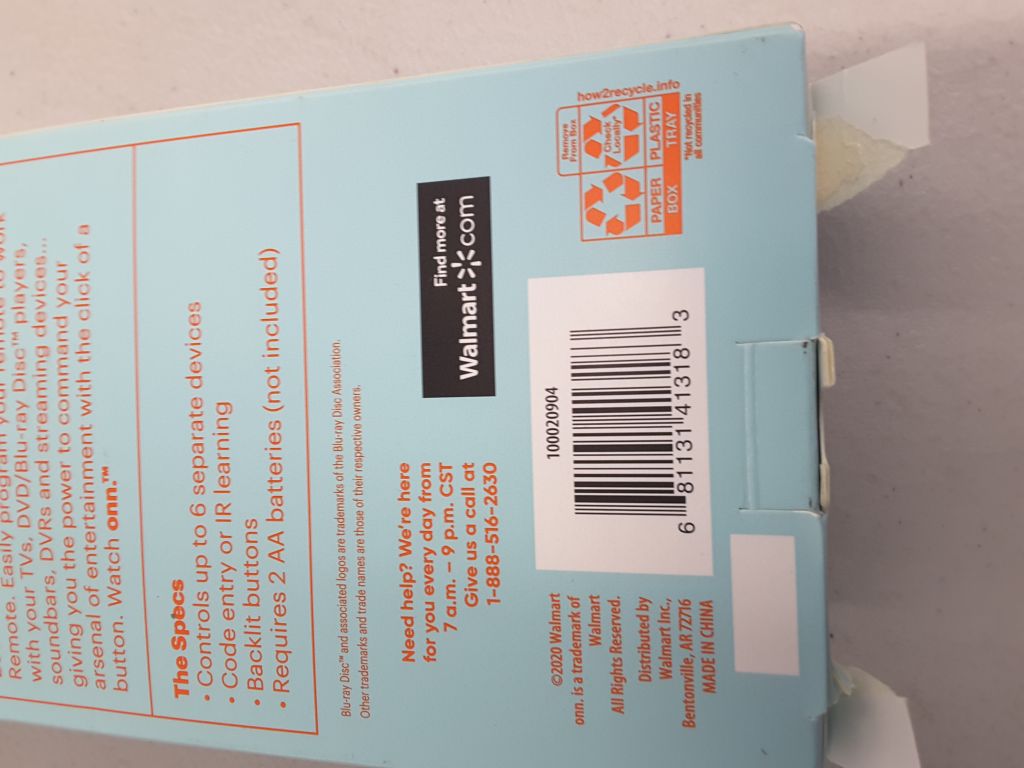 Remote. Easily program your remote to work
with your TVs, DVD/Blu-ray Disc™ players,
soundbars, DVRs and streaming devices...
giving you the power to command your
arsenal of entertainment with the click of a
button. Watch onn.™
The Specs
• Controls up to 6 separate devices
• Code entry or IR learning
• Backlit buttons
• Requires 2 AA batteries (not included)
Blu-ray Disc™ and associated logos are trademarks of the Blu-ray Disc Association.
Other trademarks and trade names are those of their respective owners.
Need help? We're here
for you every day from
7 a.m. – 9 p.m. CST
Give us a call at
1-888-516-2630
Find more at
Walmart com
©2020 Walmart
onn. is a trademark of
Walmart
All Rights Reserved.
Distributed by
Walmart Inc.,
Bentonville, AR 72716
MADE IN CHINA
100020904
6 81131 41318 3
how2recycle.info
Remove
From Box
Check
Locally*
PAPER
BOX
PLASTIC
TRAY
*Not recycled in
all communities